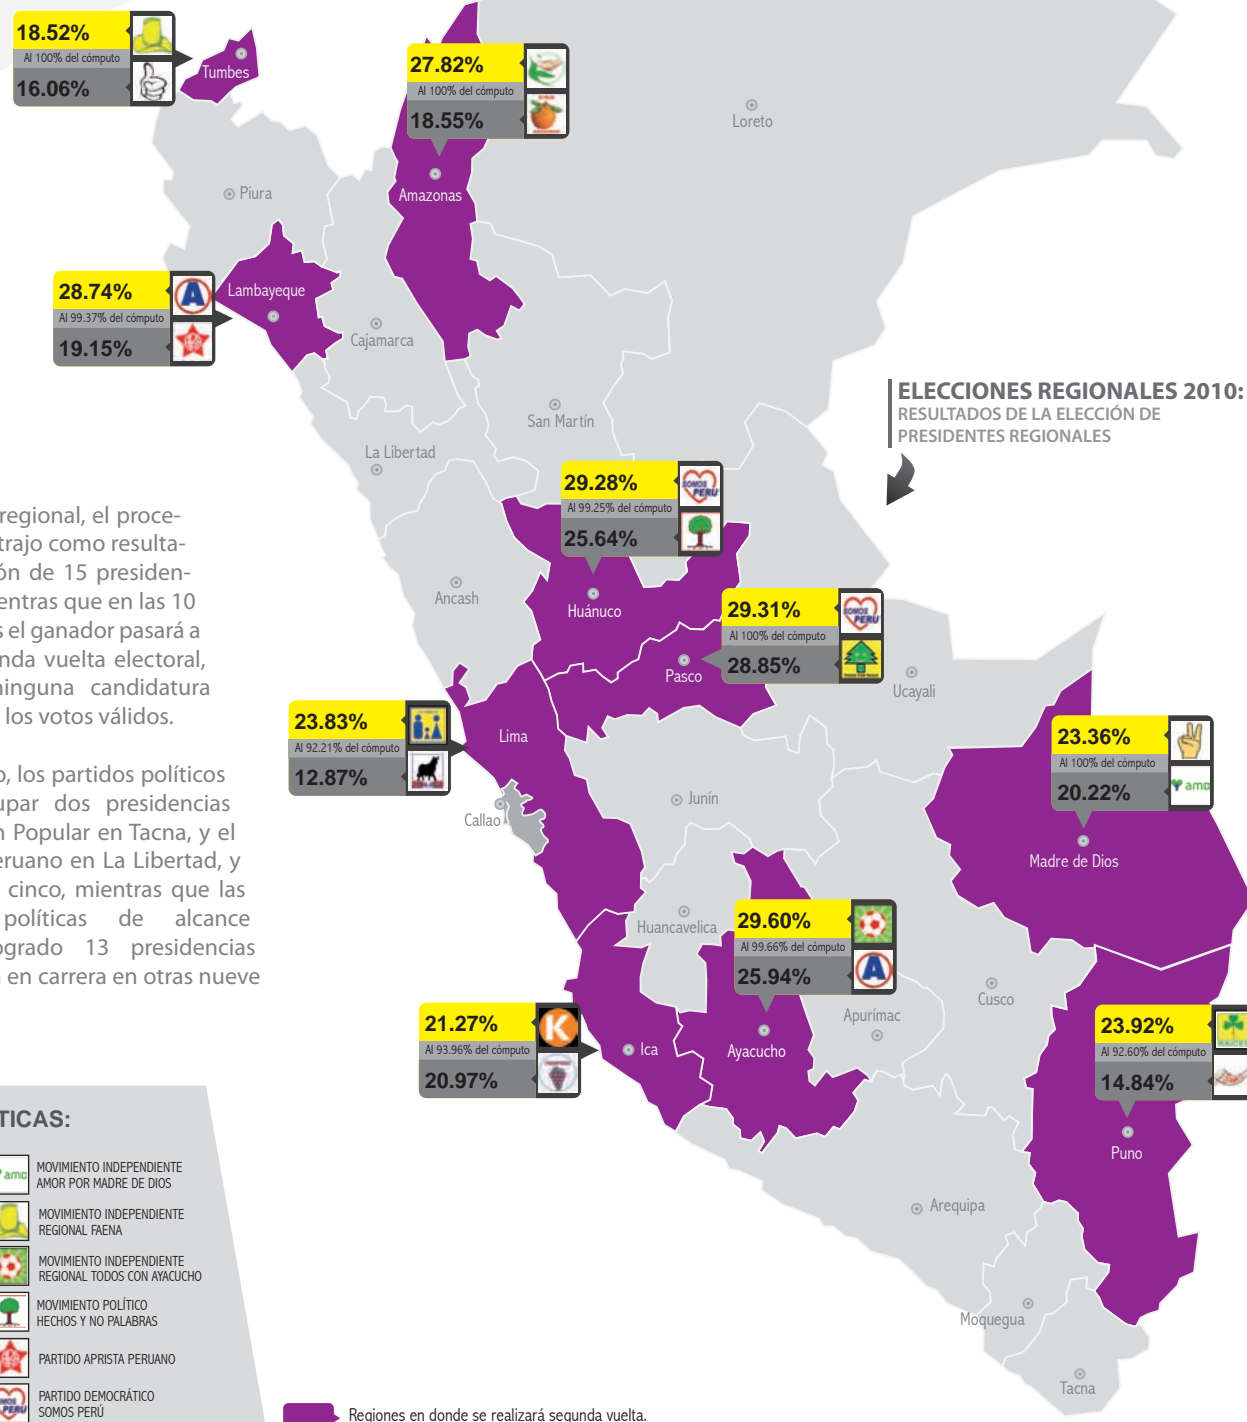 18.52%
Al 100% del cómputo
16.06%
Tumbes
27.82%
Al 100% del cómputo
18.55%
Amazonas
Loreto
Piura
28.74%
Al 99.37% del cómputo
19.15%
Lambayeque
Cajamarca
ELECCIONES REGIONALES 2010:
RESULTADOS DE LA ELECCIÓN DE
PRESIDENTES REGIONALES
San Martín
La Libertad
29.28%
Al 99.25% del cómputo
25.64%
SOMOS
PERU
Huánuco
Ancash
29.31%
Al 100% del cómputo
28.85%
SOMOS
PERU
Pasco
Ucayali
regional, el proce-
trajo como resulta-
ón de 15 presiden-
entras que en las 10
s el ganador pasará a
nda vuelta electoral,
ninguna candidatura
los votos válidos.
o, los partidos políticos
upar dos presidencias
n Popular en Tacna, y el
eruano en La Libertad, y
cinco, mientras que las
políticas de alcance
ogrado 13 presidencias
n en carrera en otras nueve
23.83%
Al 92.21% del cómputo
12.87%
Lima
Callao
Junín
23.36%
Al 100% del cómputo
20.22%
amo
Madre de Dios
Huancavelica
29.60%
Al 99.66% del cómputo
25.94%
A
Ayacucho
Apurímac
Cusco
21.27%
Al 93.96% del cómputo
20.97%
K
Ica
23.92%
Al 92.60% del cómputo
14.84%
Puno
Arequipa
Moquegua
Tacna
TICAS:
amo
MOVIMIENTO INDEPENDIENTE
AMOR POR MADRE DE DIOS
MOVIMIENTO INDEPENDIENTE
REGIONAL FAENA
MOVIMIENTO INDEPENDIENTE
REGIONAL TODOS CON AYACUCHO
MOVIMIENTO POLÍTICO
HECHOS Y NO PALABRAS
PARTIDO APRISTA PERUANO
PARTIDO DEMOCRÁTICO
SOMOS PERÚ
Regiones en donde se realizará segunda vuelta.